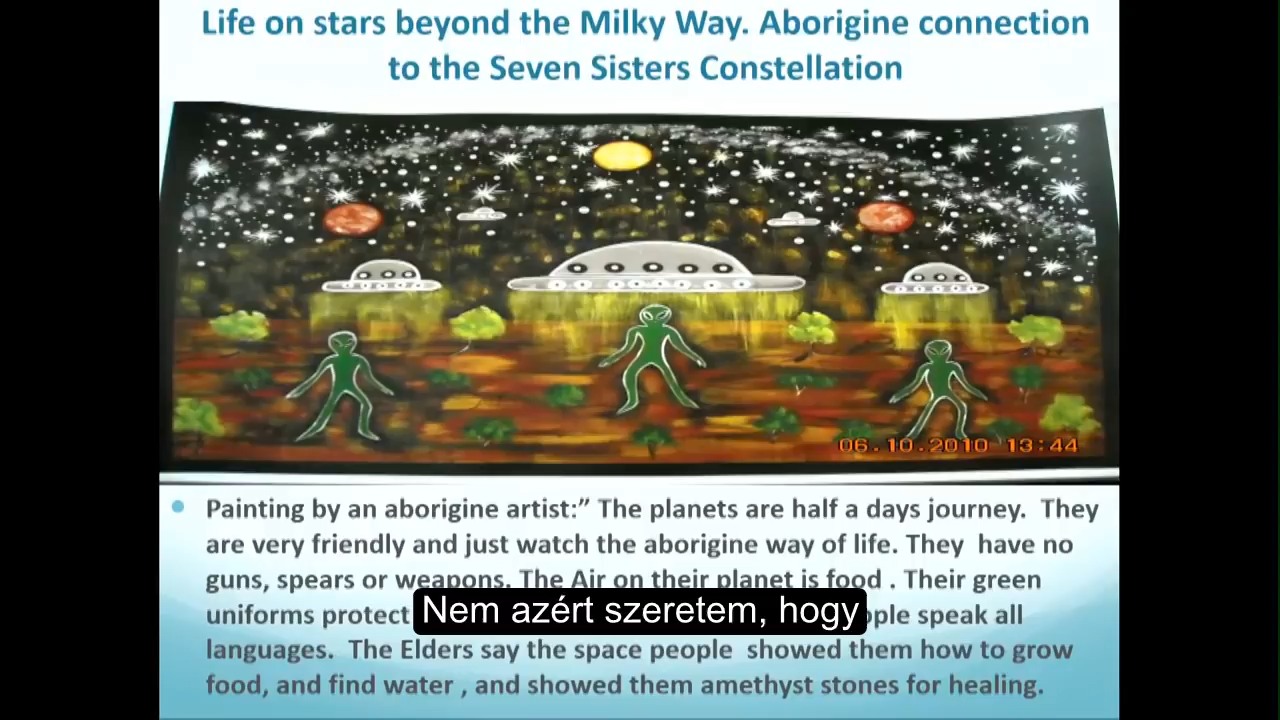 Life on stars beyond the Milky Way. Aborigine connection
to the Seven Sisters Constellation
06.10.2010 13:44
Painting by an aborigine artist:” The planets are half a days journey. They
are very friendly and just watch the aborigine way of life. They have no
guns, spears or weapons. The Air on their planet is food . Their green
uniforms protect
Nem azért szeretem, hogy
speak all
languages. The Elders say the space people showed them how to grow
food, and find water , and showed them amethyst stones for healing.